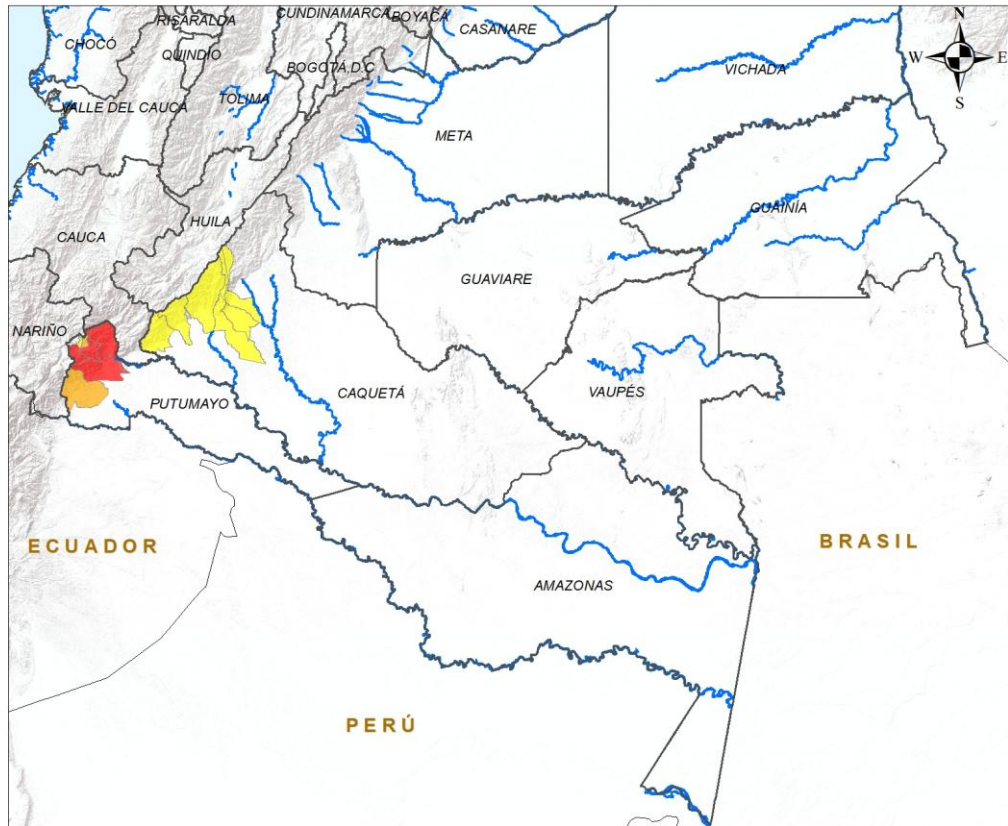 CUNDINAMARCA
BOYACÁ
RISARALDA
CASANARE
N
CHOCÓ
QUINDÍO
BOGOTÁ D.C
W
E
VICHADA
TOLIMA
S
VALLE DEL CAUCA
META
GUAINÍA
HUILA
CAUCA
GUAVIARE
NARIÑO
CAQUETÁ
VAUPÉS
PUTUMAYO
ECUADOR
BRASIL
AMAZONAS
PERÚ